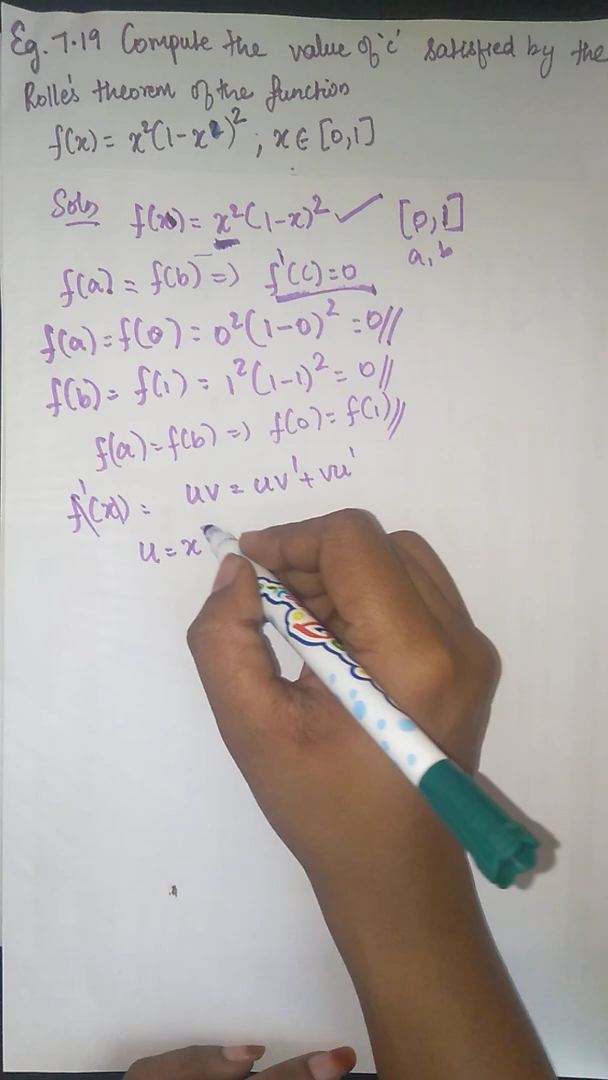 Eg. 7.19 Compute the value of 'c' satisfied by the
Rolle's theorem of the function
f(x) = x²(1-x)², x ∈ [0,1]
Soln f(x) = x²(1-x)² ✓ [0,1]
a, b
f(a) = f(b) => f'(c) = 0
f(a) = f(0) = 0²(1-0)² = 0//
f(b) = f(1) = 1²(1-1)² = 0//
f(a) = f(b) => f(0) = f(1)//
f'(x) = uv = uv' + vu'
u = x